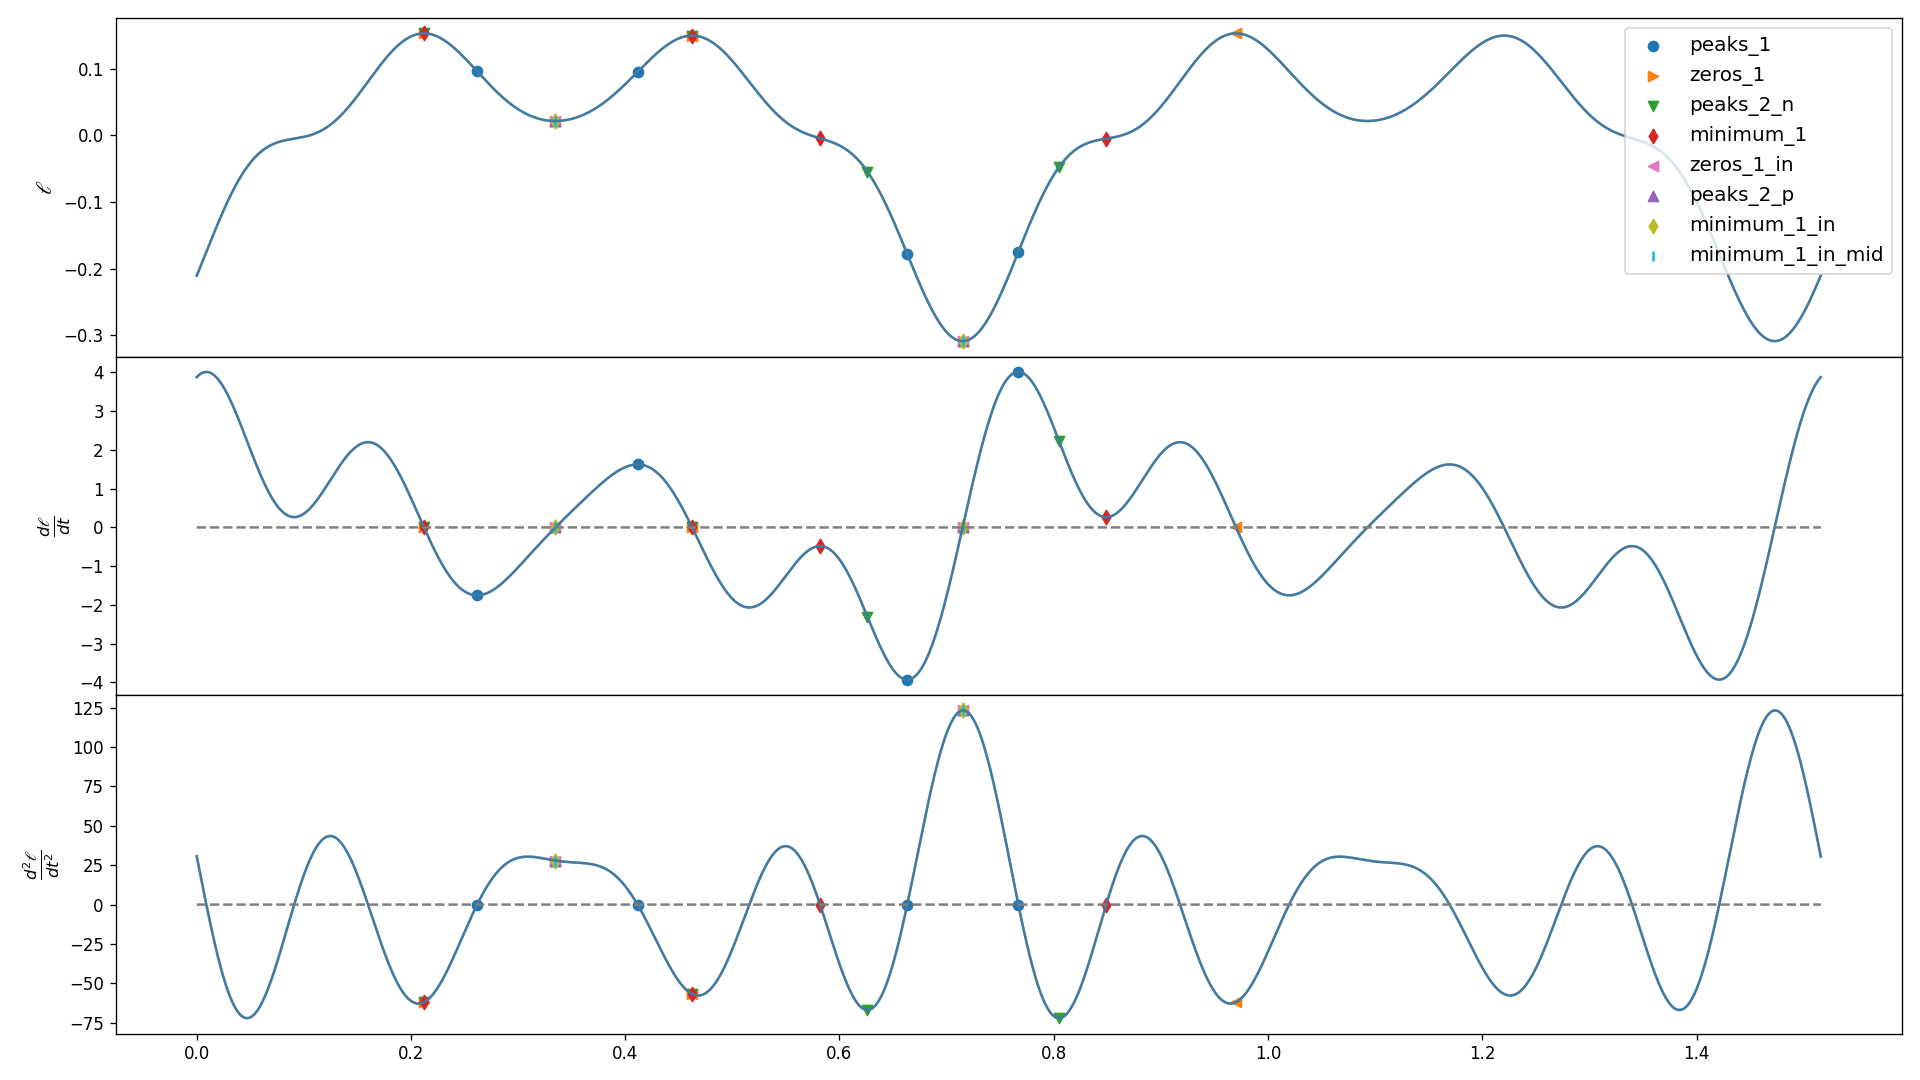 0.1
0.0
−0.1
−0.2
−0.3
ℓ
peaks_1
zeros_1
peaks_2_n
minimum_1
zeros_1_in
peaks_2_p
minimum_1_in
minimum_1_in_mid
4
3
2
1
0
−1
−2
−3
−4
dℓ
dt
125
100
75
50
25
0
−25
−50
−75
d²ℓ
dt²
0.0 0.2 0.4 0.6 0.8 1.0 1.2 1.4